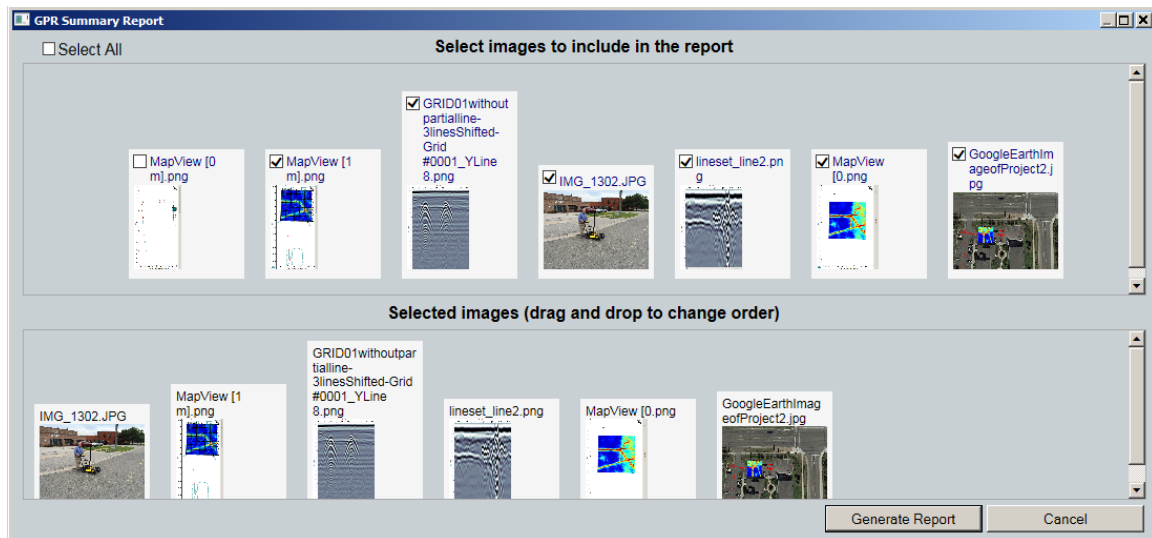 GPR Summary Report
Select All
Select images to include in the report
MapView [0
m].png
MapView [1
m].png
GRID01without
partialline-
3linesShifted-
Grid
#0001_YLine
8.png
IMG_1302.JPG
lineset_line2.pn
g
MapView
[0.png
GoogleEarthIm
ageofProject2.j
pg
Selected images (drag and drop to change order)
IMG_1302.JPG
MapView [1
m].png
GRID01withoutpar
tialline-
3linesShifted-Grid
#0001_YLine
8.png
lineset_line2.png
MapView [0.png
GoogleEarthImag
eofProject2.jpg
Generate Report
Cancel